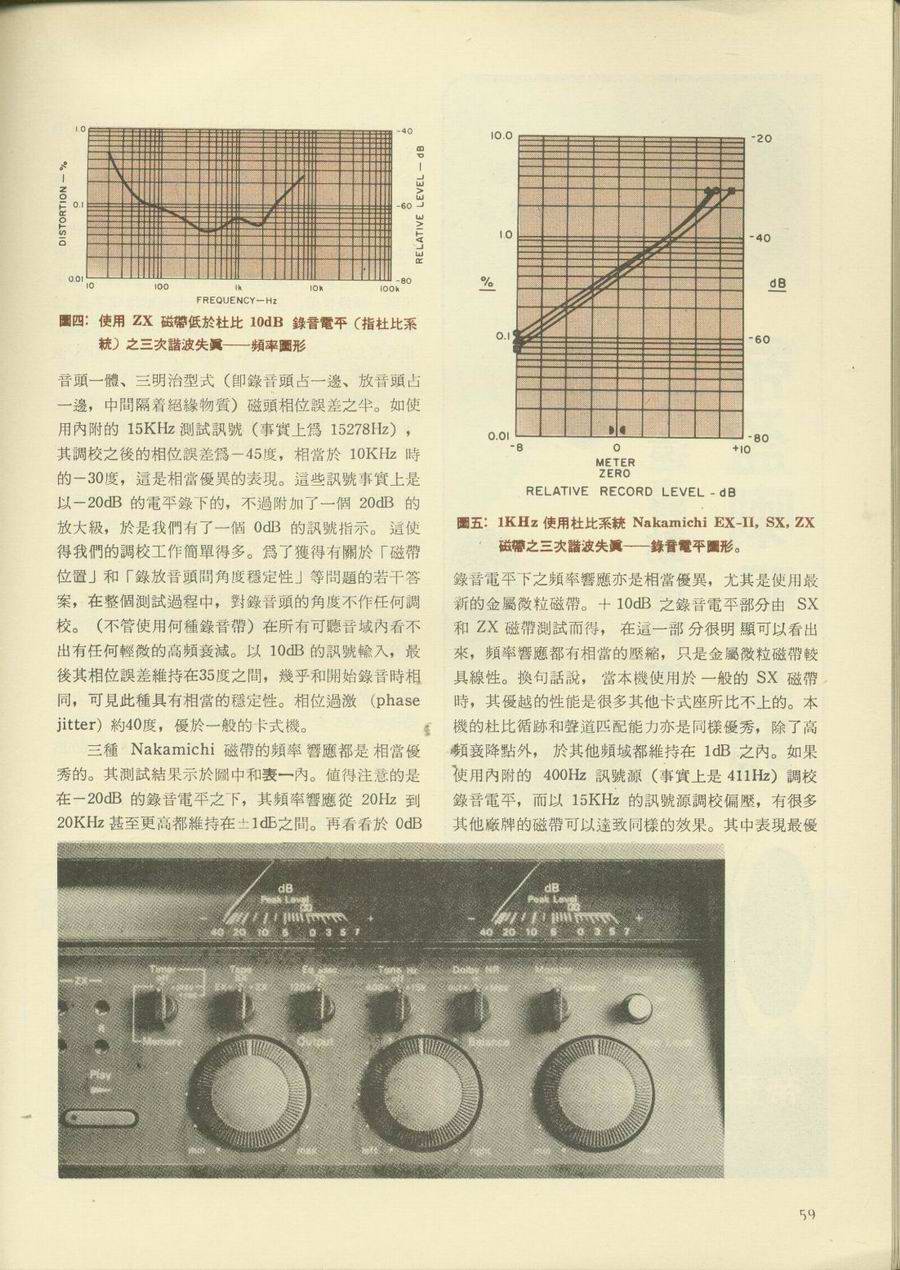 1.0
0.1
0.01
DISTORTION — %
-40
-60
-80
RELATIVE LEVEL — dB
10
100
1k
10k
100k
FREQUENCY—Hz
圖四：使用 ZX 磁帶低於杜比 10dB 錄音電平（指杜比系
統）之三次諧波失眞——頻率圖形
音頭一體、三明治型式（卽錄音頭占一邊、放音頭占
一邊，中間隔着絕緣物質）磁頭相位誤差之半。如使
用內附的 15KHz 測試訊號（事實上爲 15278Hz），
其調校之後的相位誤差爲－45度，相當於 10KHz 時
的－30度，這是相當優異的表現。這些訊號事實上是
以－20dB 的電平錄下的，不過附加了一個 20dB 的
放大級，於是我們有了一個 0dB 的訊號指示。 這使
得我們的調校工作簡單得多。爲了獲得有關於「磁帶
位置」和「錄放音頭間角度穩定性」等問題的若干答
案，在整個測試過程中，對錄音頭的角度不作任何調
校。（不管使用何種錄音帶）在所有可聽音域內看不
出有任何輕微的高頻衰減。以 10dB 的訊號輸入，最
後其相位誤差維持在35度之間，幾乎和開始錄音時相
同，可見此種具有相當的穩定性。相位過激 （phase
jitter）約40度，優於一般的卡式機。
三種 Nakamichi 磁帶的頻率 響應都是 相當優
秀的。其測試結果示於圖中和表一內。値得注意的是
在－20dB 的錄音電平之下，其頻率響應從 20Hz 到
20KHz 甚至更高都維持在±1dB之間。再看看於 0dB
10.0
1.0
%
0.1
0.01
-20
-40
dB
-60
-80
-8
0
+10
METER
ZERO
RELATIVE RECORD LEVEL - dB
圖五：1KHz 使用杜比系統 Nakamichi EX-II, SX, ZX
磁帶之三次諧波失眞——錄音電平圖形。
錄音電平下之頻率響應亦是相當優異，尤其是使用最
新的金屬微粒磁帶。＋10dB 之錄音電平部分由 SX
和 ZX 磁帶測試而得， 在這一部 分很明 顯可以看出
來，頻率響應都有相當的壓縮，只是金屬微粒磁帶較
具線性。換句話說，當本機使用於 一般的 SX 磁帶
時，其優越的性能是很多其他卡式座所比不上的。本
機的杜比循跡和聲道匹配能力亦是同樣優秀，除了高
頻衰降點外， 於其他頻域都維持在 1dB 之內。如果
使用內附的 400Hz 訊號源（事實上是 411Hz）調校
錄音電平，而以 15KHz 的訊號源調校偏壓，有很多
其他廠牌的磁帶可以達致同樣的效果。其中表現最優
dB
Peak Level
40 20 10 5 0 3 5 7
dB
Peak Level
40 20 10 5 0 3 5 7
ZX
Timer
off
Memory
Tape
SX
EX
ZX
Eq
Output
Tone Hz
off
400
15k
Dolby NR
Balance
Monitor
R
Play
min
max
left
right
min
59